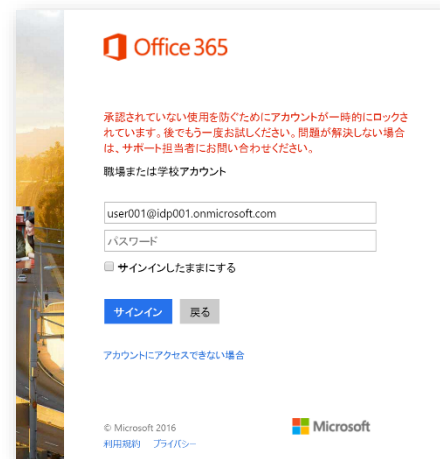 Office 365
承認されていない使用を防ぐためにアカウントが一時的にロックさ
れています。後でもう一度お試しください。問題が解決しない場合
は、サポート担当者にお問い合わせください。
職場または学校アカウント
user001@idp001.onmicrosoft.com
パスワード
サインインしたままにする
サインイン 戻る
アカウントにアクセスできない場合
© Microsoft 2016 Microsoft
利用規約 プライバシー